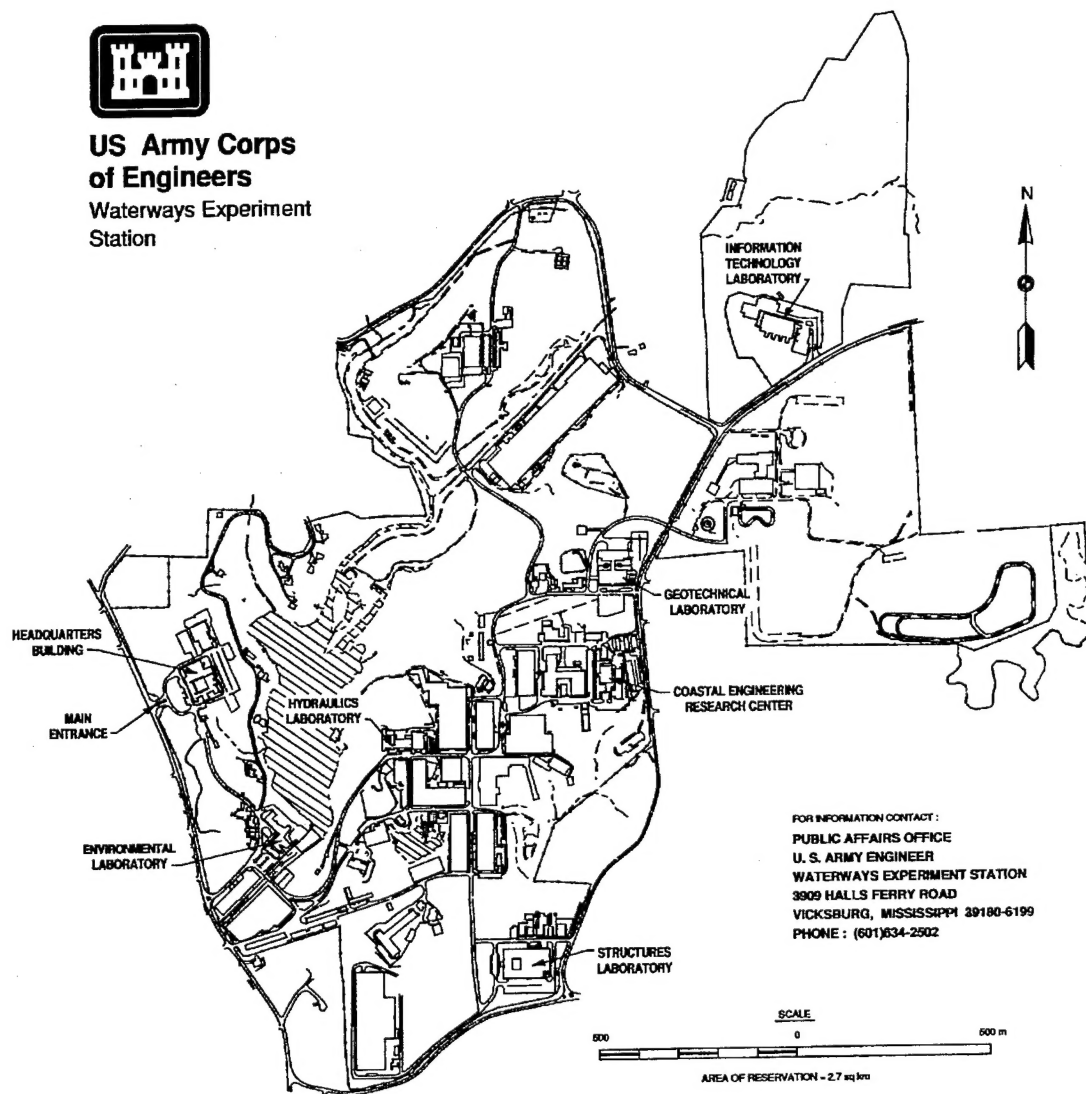 US Army Corps
of Engineers
Waterways Experiment
Station
N
INFORMATION
TECHNOLOGY
LABORATORY
GEOTECHNICAL
LABORATORY
HEADQUARTERS
BUILDING
MAIN
ENTRANCE
HYDRAULICS
LABORATORY
COASTAL ENGINEERING
RESEARCH CENTER
ENVIRONMENTAL
LABORATORY
STRUCTURES
LABORATORY
FOR INFORMATION CONTACT :
PUBLIC AFFAIRS OFFICE
U. S. ARMY ENGINEER
WATERWAYS EXPERIMENT STATION
3909 HALLS FERRY ROAD
VICKSBURG, MISSISSIPPI 39180-6199
PHONE : (601)634-2502
SCALE
500 0 500 m
AREA OF RESERVATION = 2.7 sq km